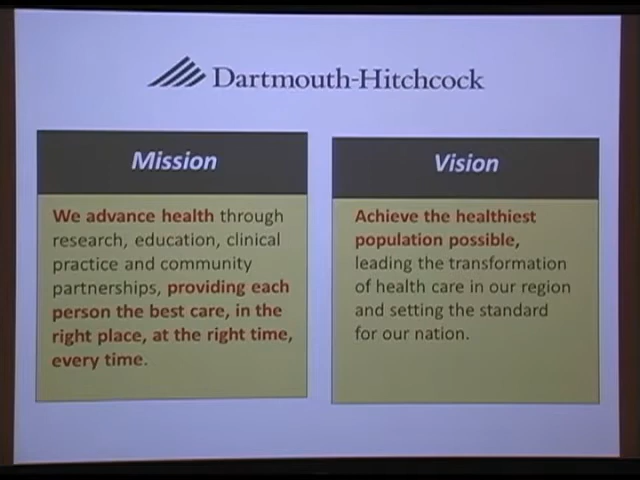 Dartmouth-Hitchcock
Mission
We advance health through
research, education, clinical
practice and community
partnerships, providing each
person the best care, in the
right place, at the right time,
every time.
Vision
Achieve the healthiest
population possible,
leading the transformation
of health care in our region
and setting the standard
for our nation.